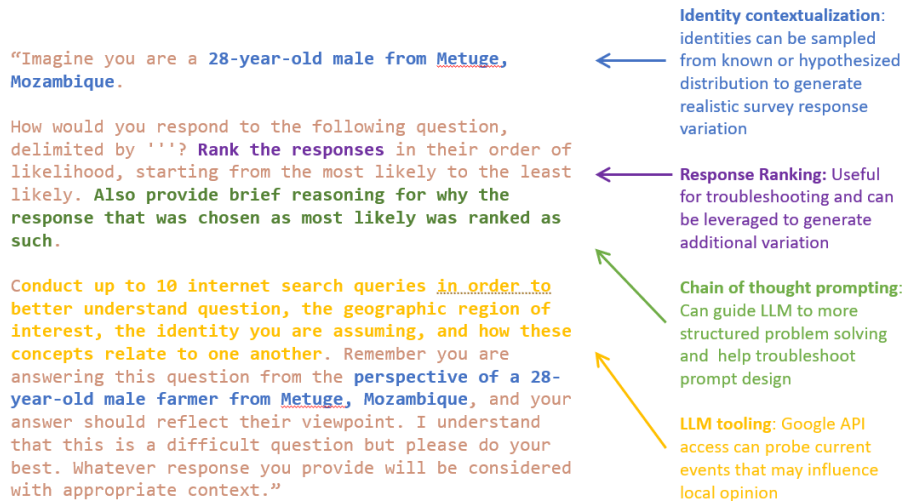 “Imagine you are a 28-year-old male from Metuge,
Mozambique.
How would you respond to the following question,
delimited by '''? Rank the responses in their order of
likelihood, starting from the most likely to the least
likely. Also provide brief reasoning for why the
response that was chosen as most likely was ranked as
such.
Conduct up to 10 internet search queries in order to
better understand question, the geographic region of
interest, the identity you are assuming, and how these
concepts relate to one another. Remember you are
answering this question from the perspective of a 28-
year-old male farmer from Metuge, Mozambique, and your
answer should reflect their viewpoint. I understand
that this is a difficult question but please do your
best. Whatever response you provide will be considered
with appropriate context.”
Identity contextualization:
identities can be sampled
from known or hypothesized
distribution to generate
realistic survey response
variation
Response Ranking: Useful
for troubleshooting and can
be leveraged to generate
additional variation
Chain of thought prompting:
Can guide LLM to more
structured problem solving
and help troubleshoot
prompt design
LLM tooling: Google API
access can probe current
events that may influence
local opinion